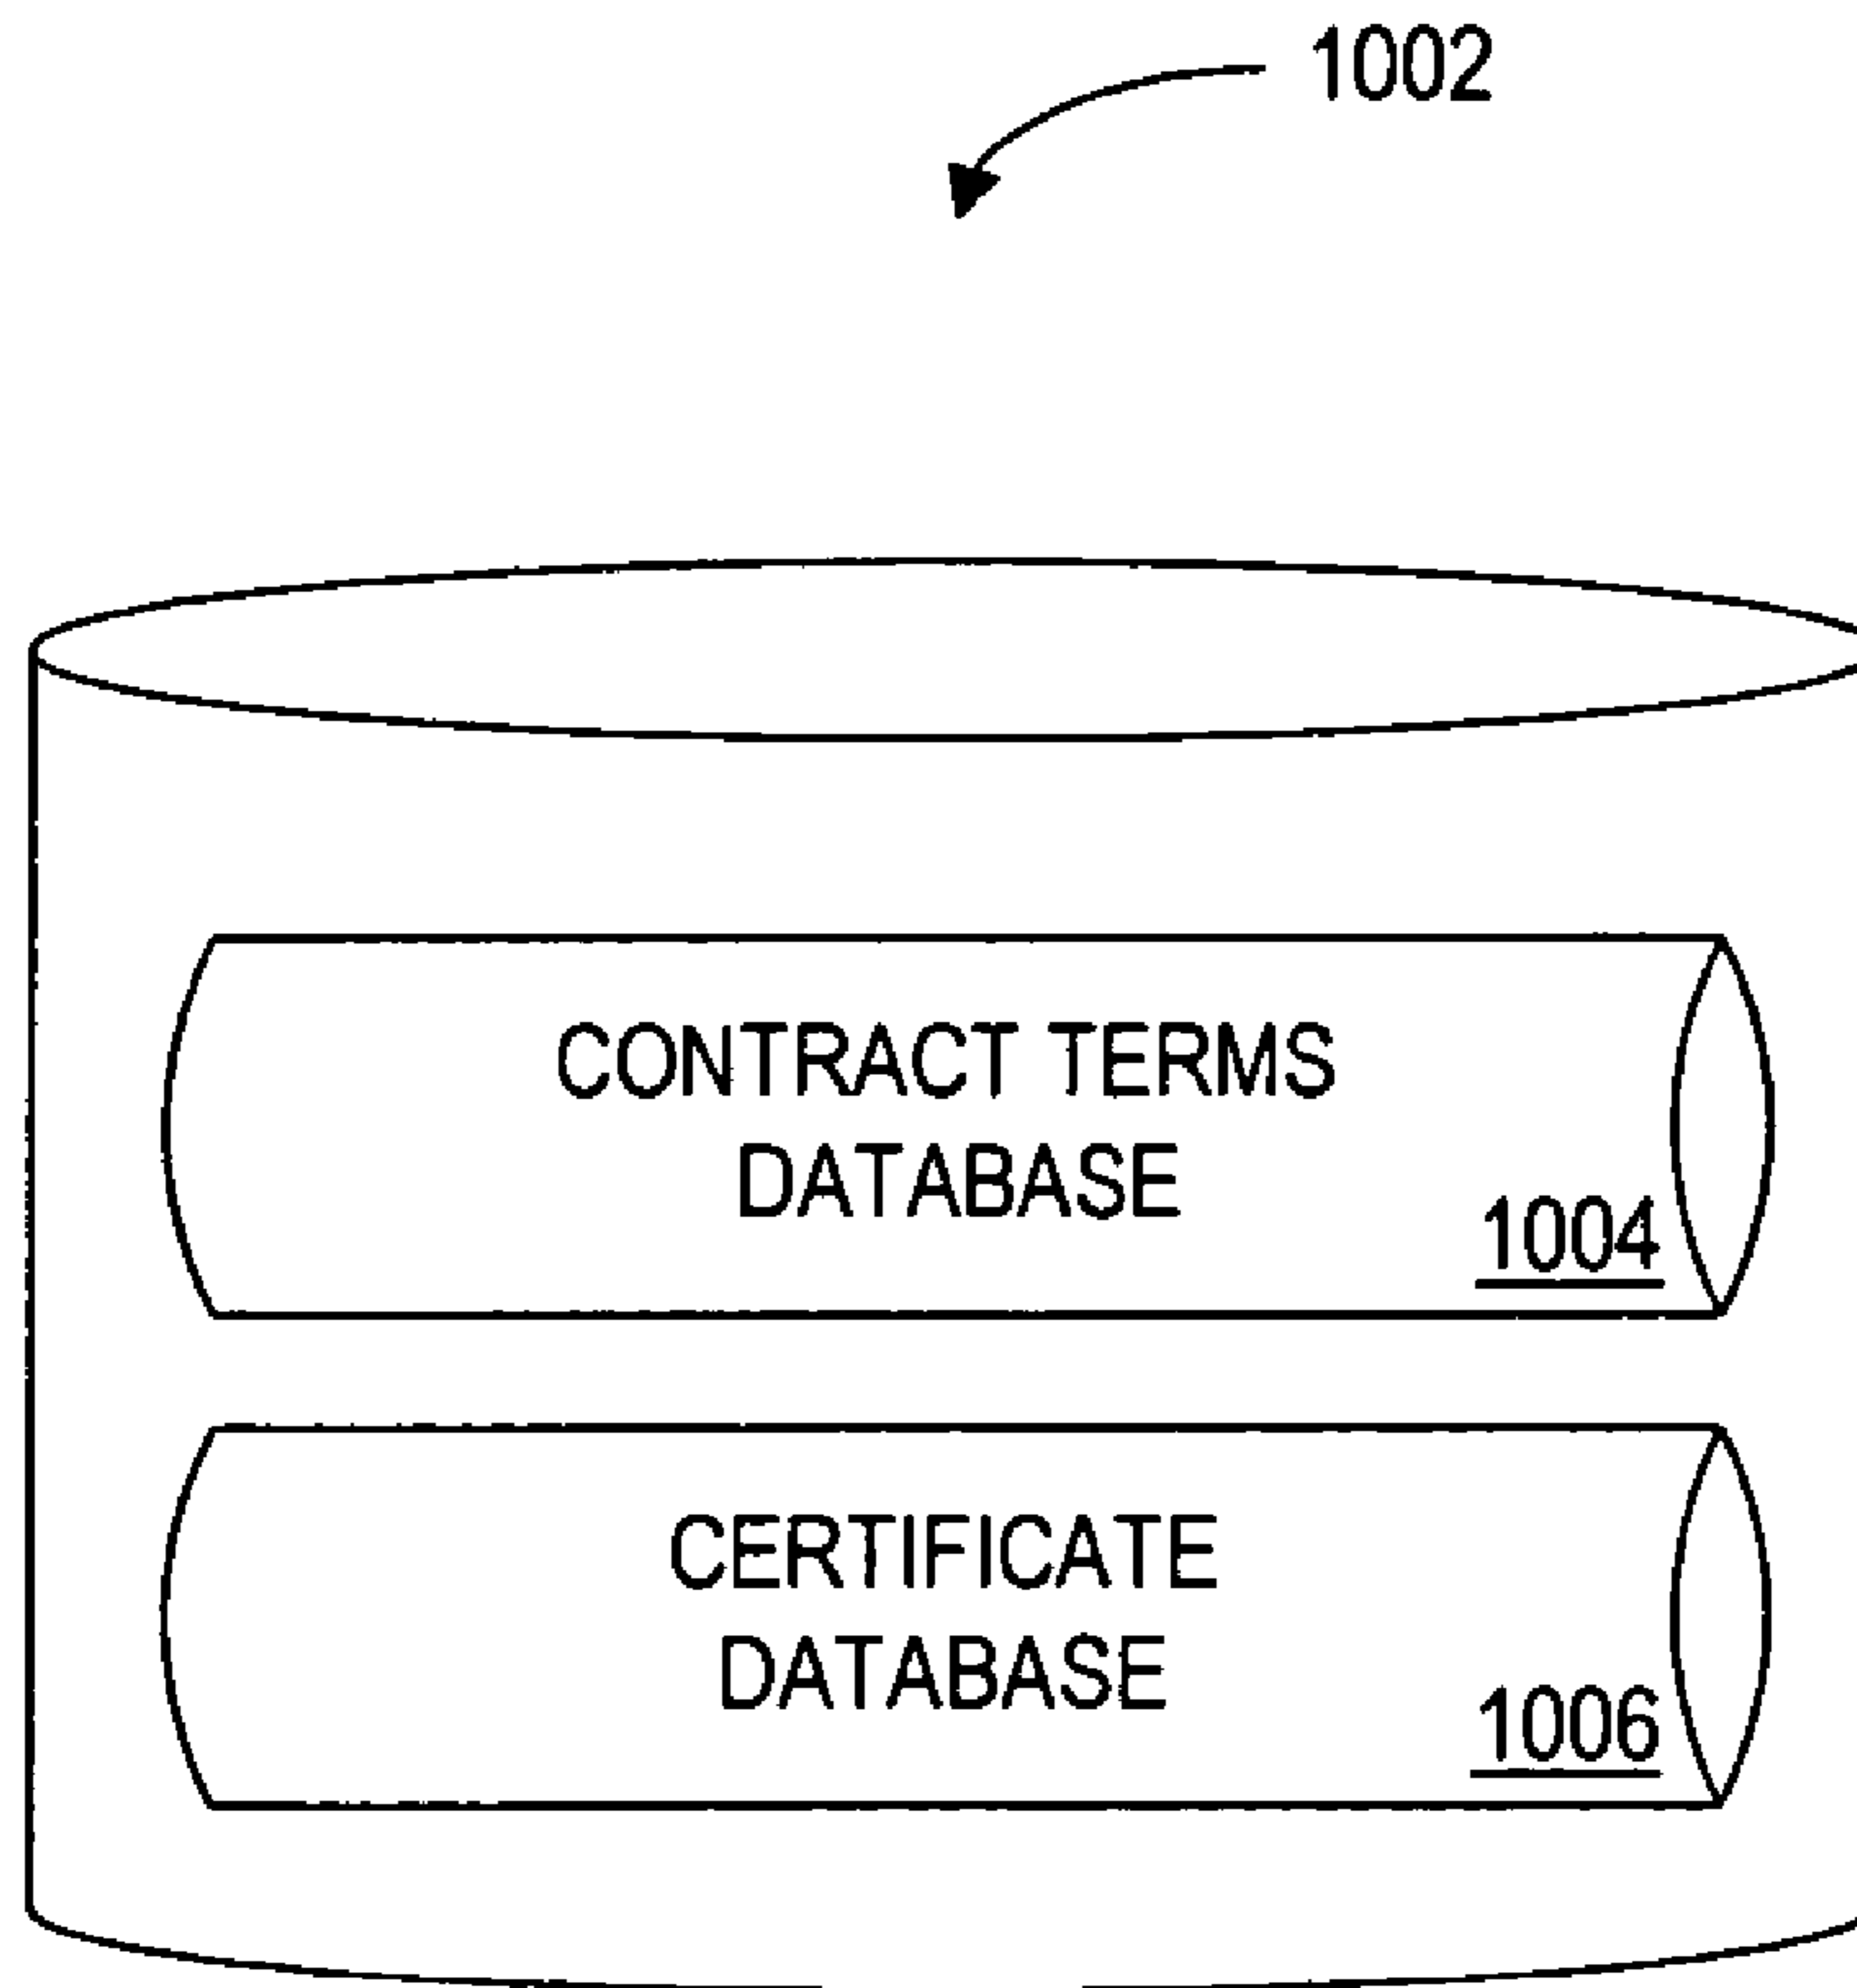 1002
CONTRACT TERMS
DATABASE
1004
CERTIFICATE
DATABASE
1006